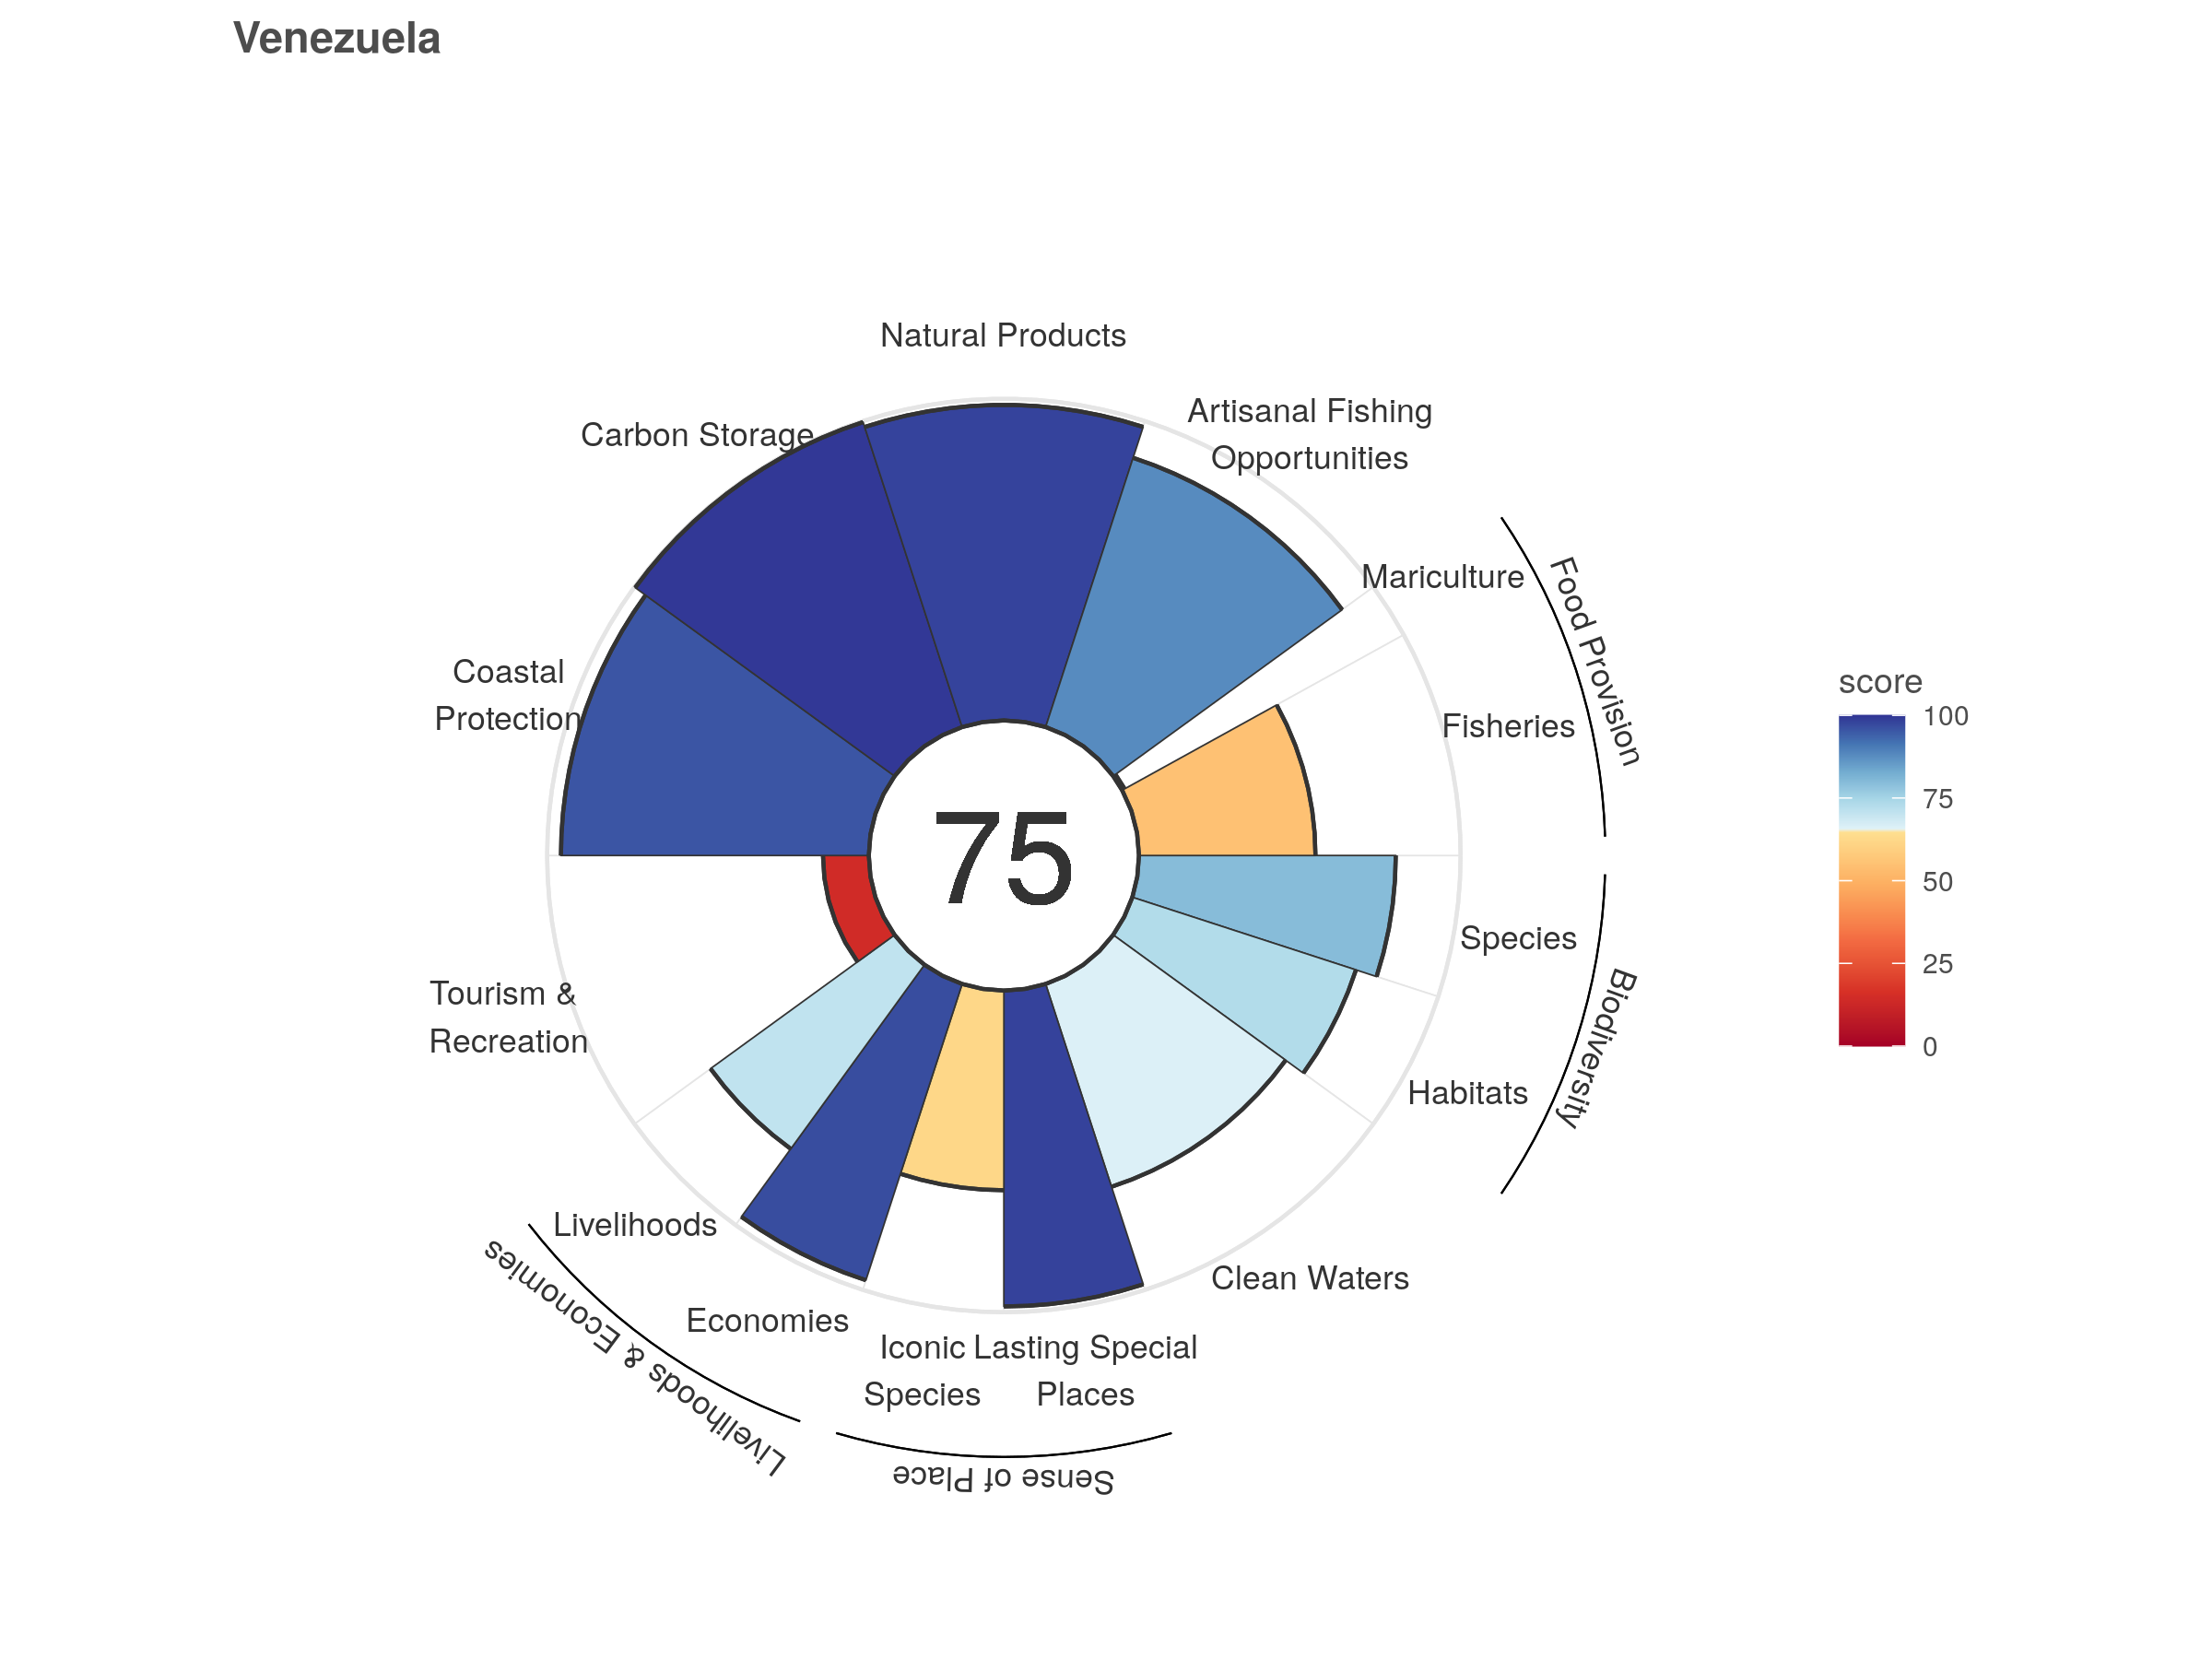 Venezuela
Natural Products
Artisanal Fishing
Opportunities
Carbon Storage
Mariculture
Food Provision
Fisheries
Coastal
Protection
75
Species
Biodiversity
Habitats
Tourism &
Recreation
Livelihoods
Livelihoods & Economies
Economies
Clean Waters
Iconic
Species
Lasting Special
Places
Sense of Place
score
100
75
50
25
0